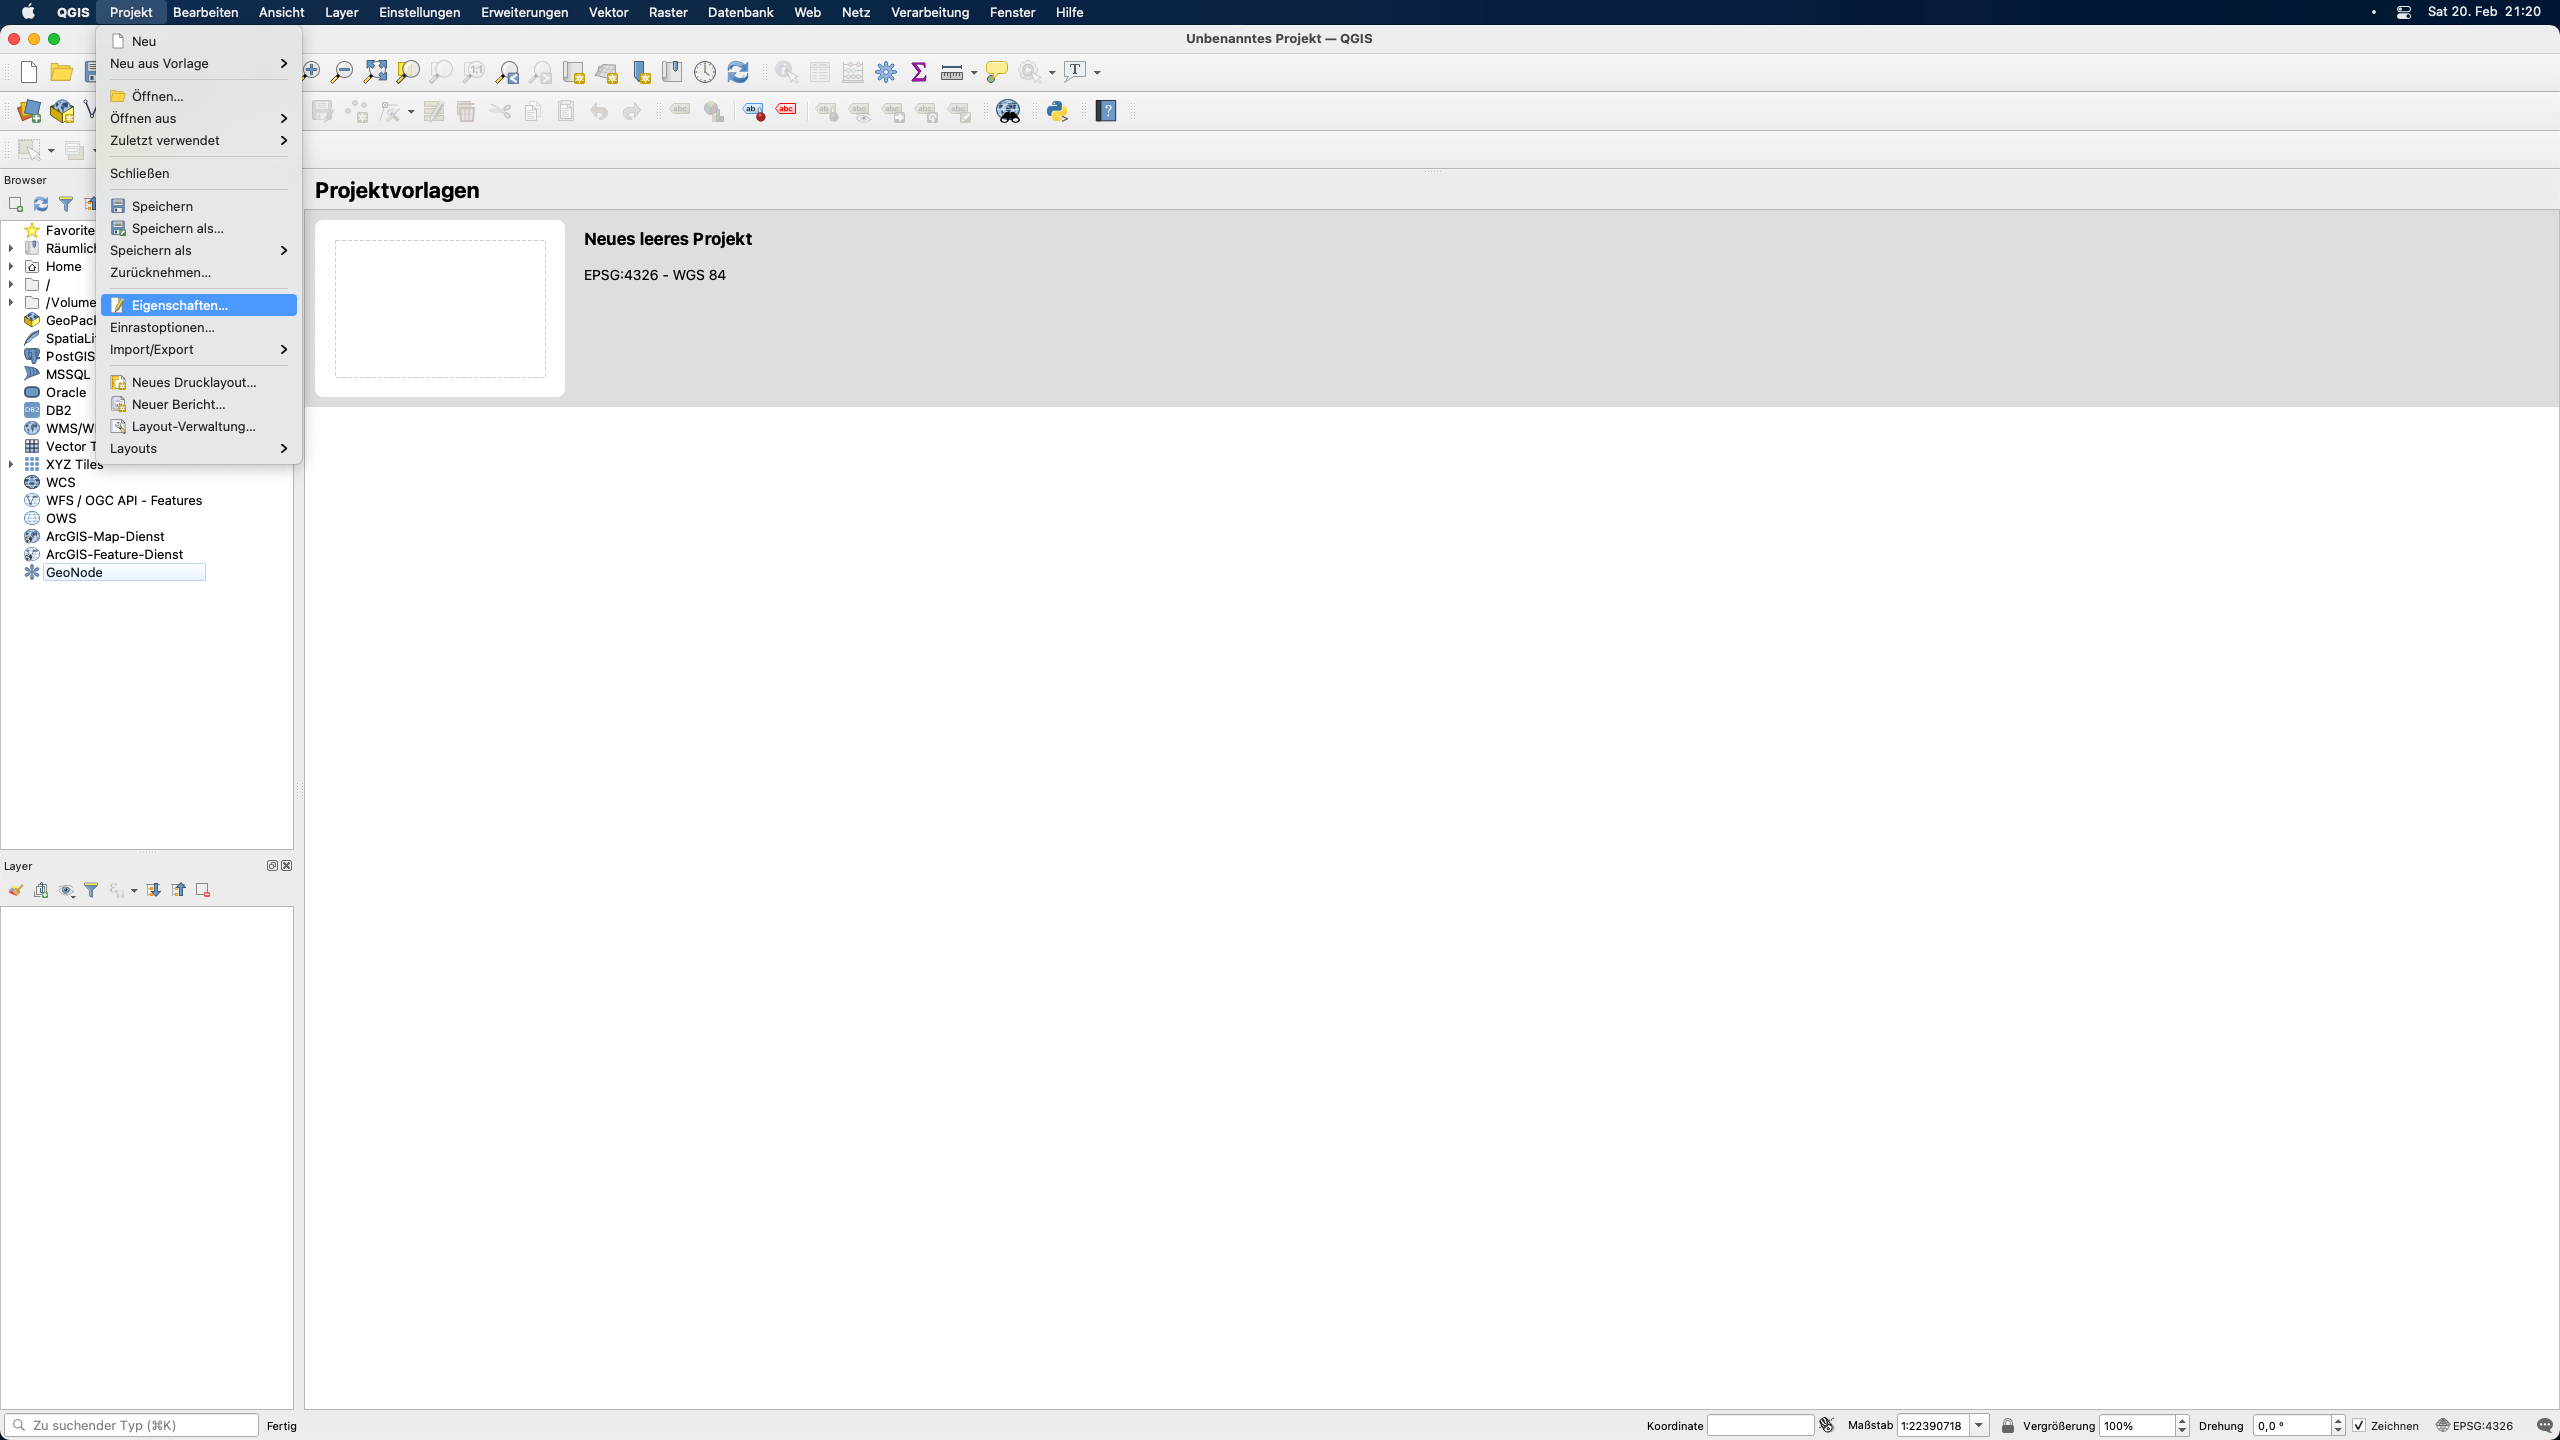 QGIS Projekt Bearbeiten Ansicht Layer Einstellungen Erweiterungen Vektor Raster Datenbank Web Netz Verarbeitung Fenster Hilfe
Sat 20. Feb 21:20
Unbenanntes Projekt — QGIS
Neu
Neu aus Vorlage
Öffnen...
Öffnen aus
Zuletzt verwendet
Schließen
Speichern
Speichern als...
Speichern als
Zurücknehmen...
Eigenschaften...
Einrastoptionen...
Import/Export
Neues Drucklayout...
Neuer Bericht...
Layout-Verwaltung...
Layouts
Browser
Favorite
Räumlich
Home
/
/Volume
GeoPack
SpatiaLi
PostGIS
MSSQL
Oracle
DB2
WMS/W
Vector T
XYZ Tiles
WCS
WFS / OGC API - Features
OWS
ArcGIS-Map-Dienst
ArcGIS-Feature-Dienst
GeoNode
Projektvorlagen
Neues leeres Projekt
EPSG:4326 - WGS 84
Layer
Zu suchender Typ (⌘K)
Fertig
Koordinate
Maßstab 1:22390718
Vergrößerung 100%
Drehung 0,0 °
Zeichnen
EPSG:4326